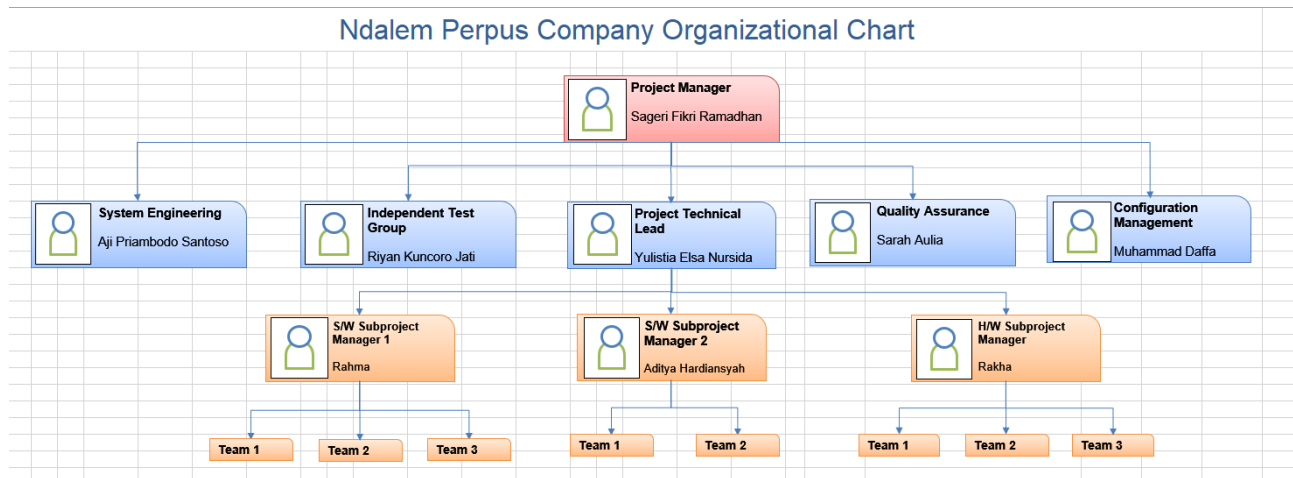 Ndalem Perpus Company Organizational Chart
Project Manager
Sageri Fikri Ramadhan
System Engineering
Aji Priambodo Santoso
Independent Test
Group
Riyan Kuncoro Jati
Project Technical
Lead
Yulistia Elsa Nursida
Quality Assurance
Sarah Aulia
Configuration
Management
Muhammad Daffa
S/W Subproject
Manager 1
Rahma
S/W Subproject
Manager 2
Aditya Hardiansyah
H/W Subproject
Manager
Rakha
Team 1
Team 2
Team 3
Team 1
Team 2
Team 1
Team 2
Team 3